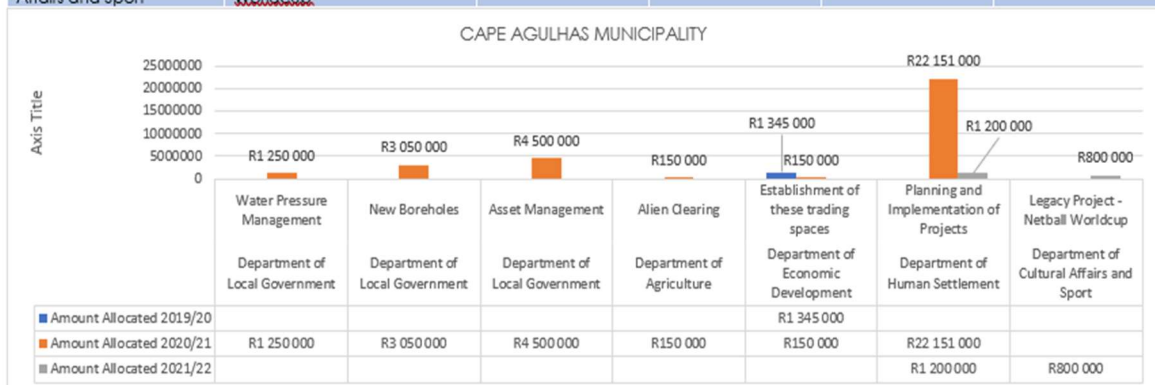 Affairs and Sport
CAPE AGULHAS MUNICIPALITY
Axis Title
25000000
20000000
15000000
10000000
5000000
0
R1 250 000
R3 050 000
R4 500 000
R150 000
R1 345 000
R150 000
R22 151 000
R1 200 000
R800 000
Water Pressure
Management
New Boreholes
Asset Management
Alien Clearing
Establishment of
these trading
spaces
Planning and
Implementation of
Projects
Legacy Project -
Netball Worldcup
Department of
Local Government
Department of
Local Government
Department of
Local Government
Department of
Agriculture
Department of
Economic
Development
Department of
Human Settlement
Department of
Cultural Affairs and
Sport
Amount Allocated 2019/20 R1 345 000
Amount Allocated 2020/21 R1 250 000 R3 050 000 R4 500 000 R150 000 R150 000 R22 151 000
Amount Allocated 2021/22 R1 200 000 R800 000